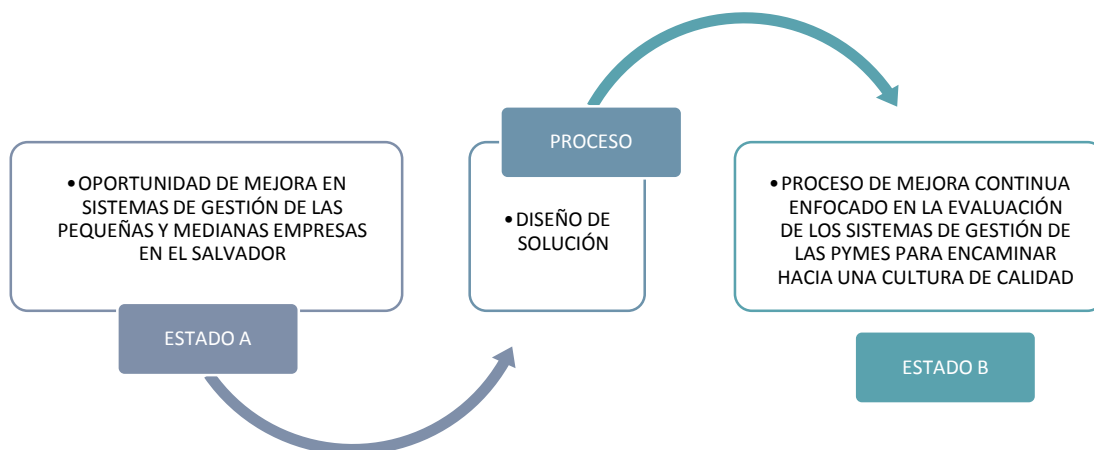 •OPORTUNIDAD DE MEJORA EN
SISTEMAS DE GESTIÓN DE LAS
PEQUEÑAS Y MEDIANAS EMPRESAS
EN EL SALVADOR
ESTADO A
PROCESO
•DISEÑO DE
SOLUCIÓN
•PROCESO DE MEJORA CONTINUA
ENFOCADO EN LA EVALUACIÓN
DE LOS SISTEMAS DE GESTIÓN DE
LAS PYMES PARA ENCAMINAR
HACIA UNA CULTURA DE CALIDAD
ESTADO B